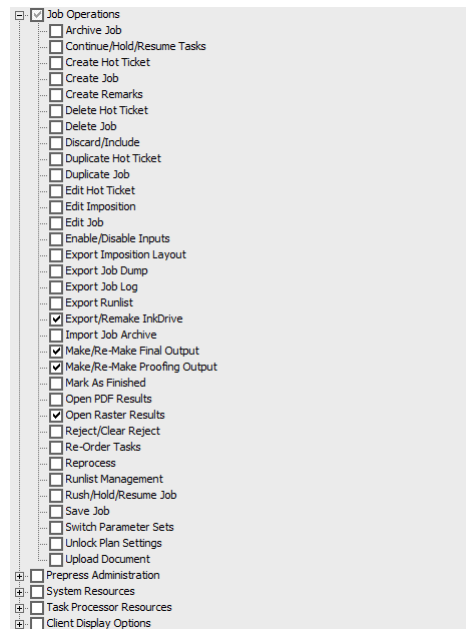 Job Operations
Archive Job
Continue/Hold/Resume Tasks
Create Hot Ticket
Create Job
Create Remarks
Delete Hot Ticket
Delete Job
Discard/Include
Duplicate Hot Ticket
Duplicate Job
Edit Hot Ticket
Edit Imposition
Edit Job
Enable/Disable Inputs
Export Imposition Layout
Export Job Dump
Export Job Log
Export Runlist
Export/Remake InkDrive
Import Job Archive
Make/Re-Make Final Output
Make/Re-Make Proofing Output
Mark As Finished
Open PDF Results
Open Raster Results
Reject/Clear Reject
Re-Order Tasks
Reprocess
Runlist Management
Rush/Hold/Resume Job
Save Job
Switch Parameter Sets
Unlock Plan Settings
Upload Document
Prepress Administration
System Resources
Task Processor Resources
Client Display Options